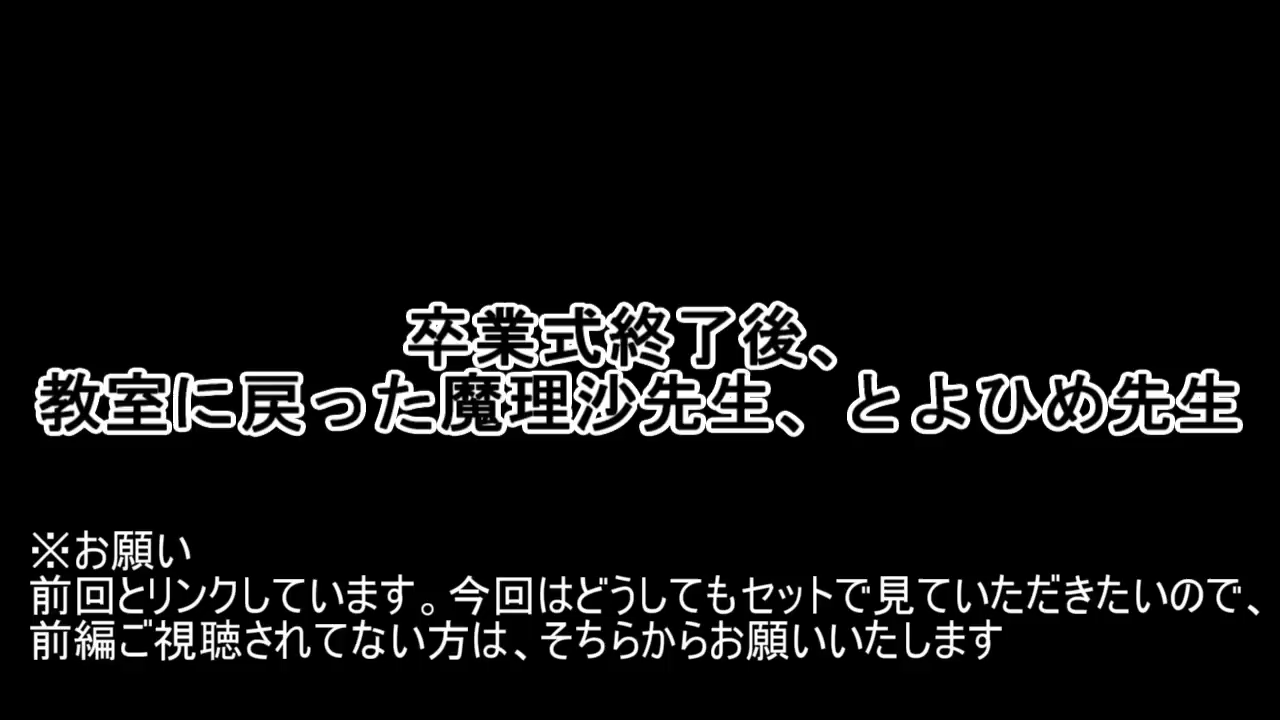 卒業式終了後、
教室に戻った魔理沙先生、とよひめ先生
※お願い
前回とリンクしています。今回はどうしてもセットで見ていただきたいので、
前編ご視聴されてない方は、そちらからお願いいたします